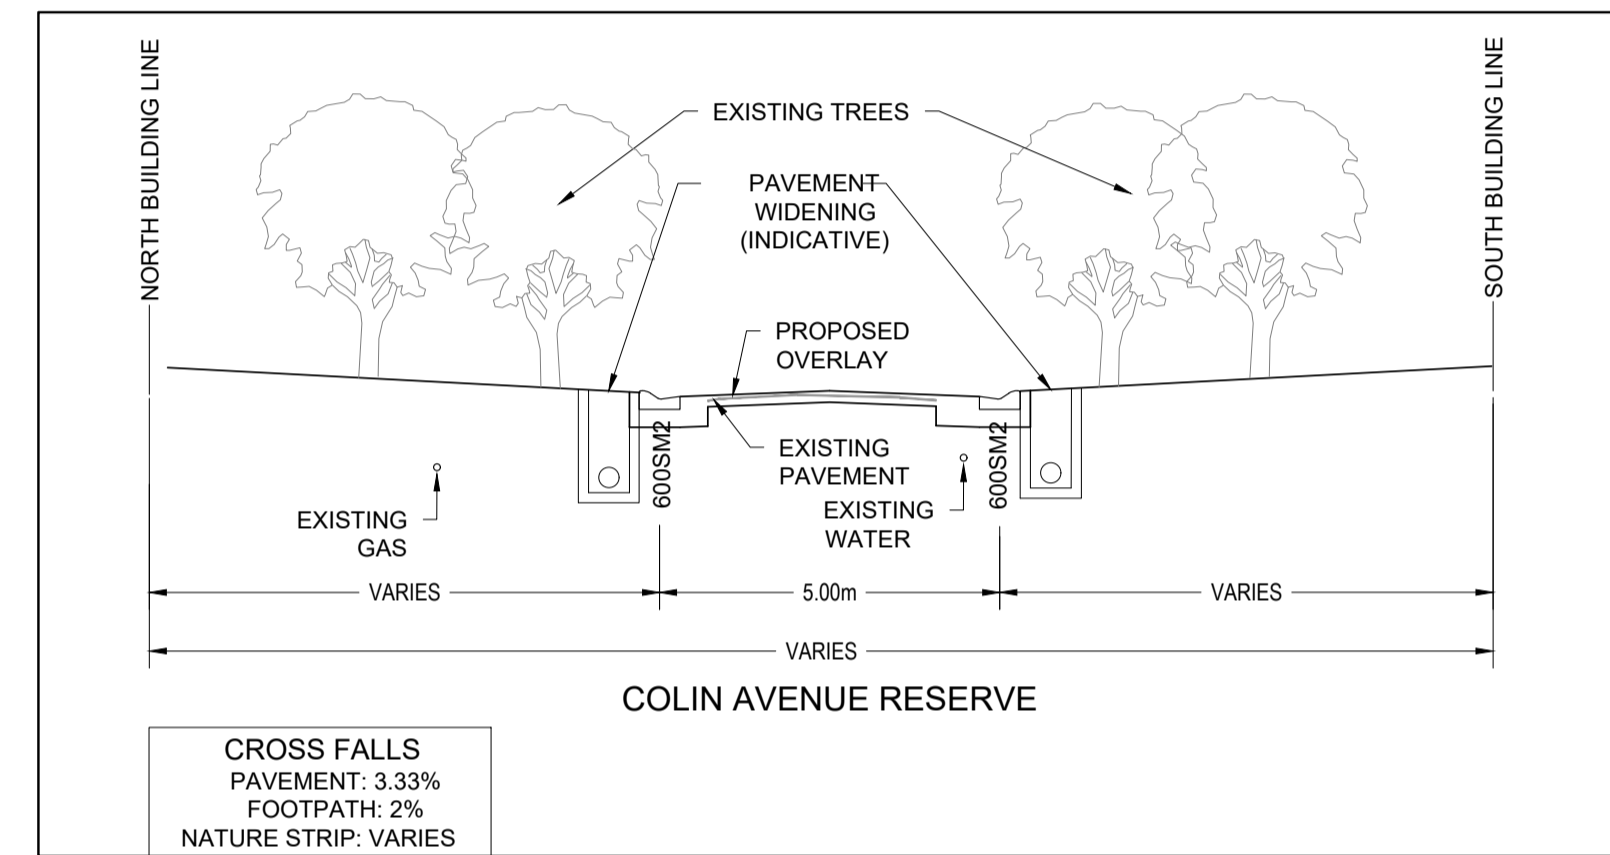 NORTH BUILDING LINE
SOUTH BUILDING LINE
EXISTING TREES
PAVEMENT
WIDENING
(INDICATIVE)
PROPOSED
OVERLAY
600SM2
600SM2
EXISTING
PAVEMENT
EXISTING
GAS
EXISTING
WATER
VARIES
5.00m
VARIES
VARIES
COLIN AVENUE RESERVE
CROSS FALLS
PAVEMENT: 3.33%
FOOTPATH: 2%
NATURE STRIP: VARIES